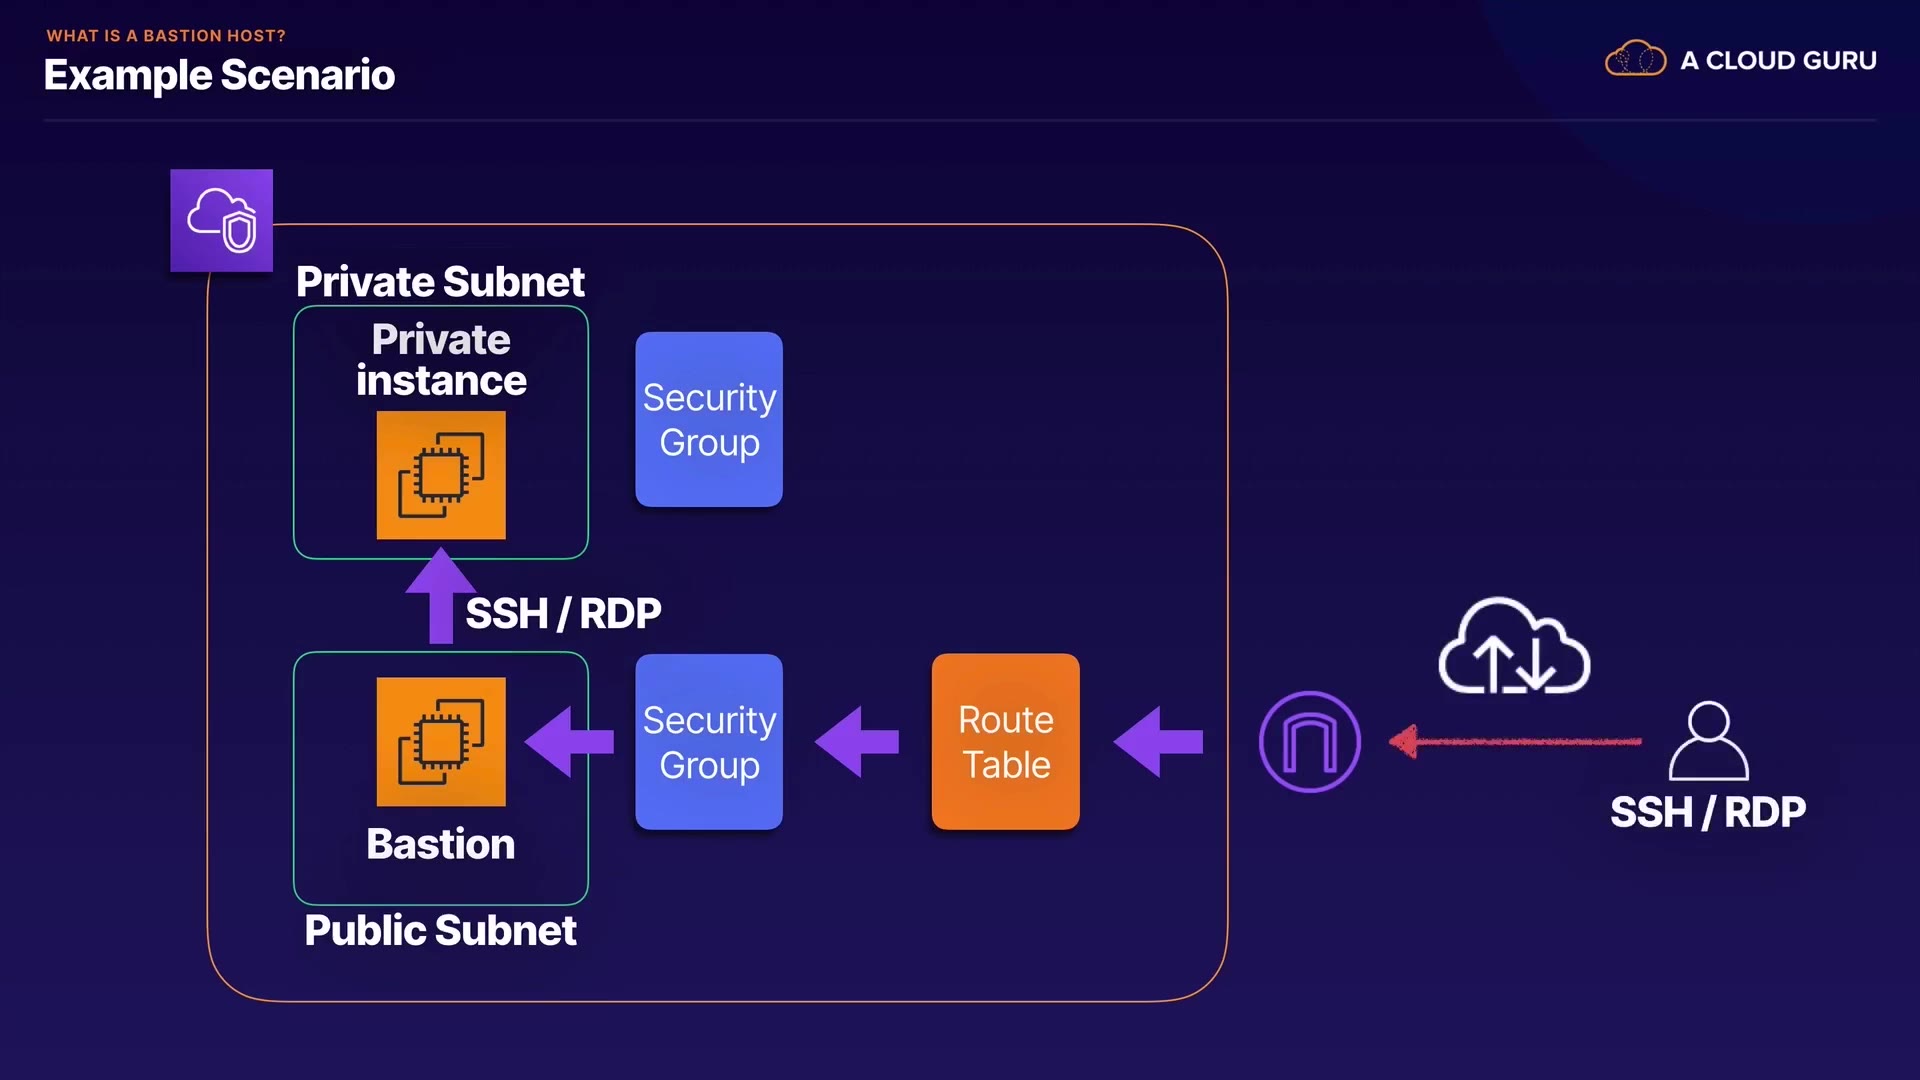 WHAT IS A BASTION HOST?
Example Scenario
A CLOUD GURU
Private Subnet
Private
instance
Security
Group
SSH / RDP
Bastion
Public Subnet
Security
Group
Route
Table
SSH / RDP